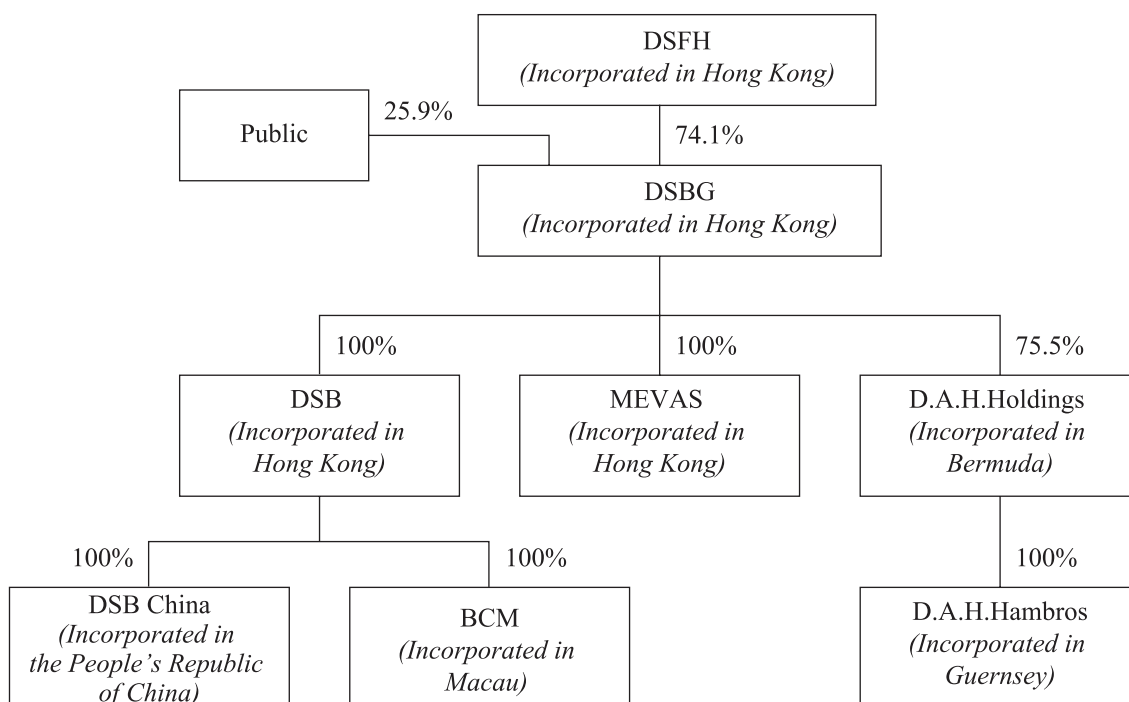 DSFH
(Incorporated in Hong Kong)
Public
25.9%
74.1%
DSBG
(Incorporated in Hong Kong)
100%
100%
75.5%
DSB
(Incorporated in
Hong Kong)
MEVAS
(Incorporated in
Hong Kong)
D.A.H.Holdings
(Incorporated in
Bermuda)
100%
100%
100%
DSB China
(Incorporated in
the People’s Republic
of China)
BCM
(Incorporated in
Macau)
D.A.H.Hambros
(Incorporated in
Guernsey)